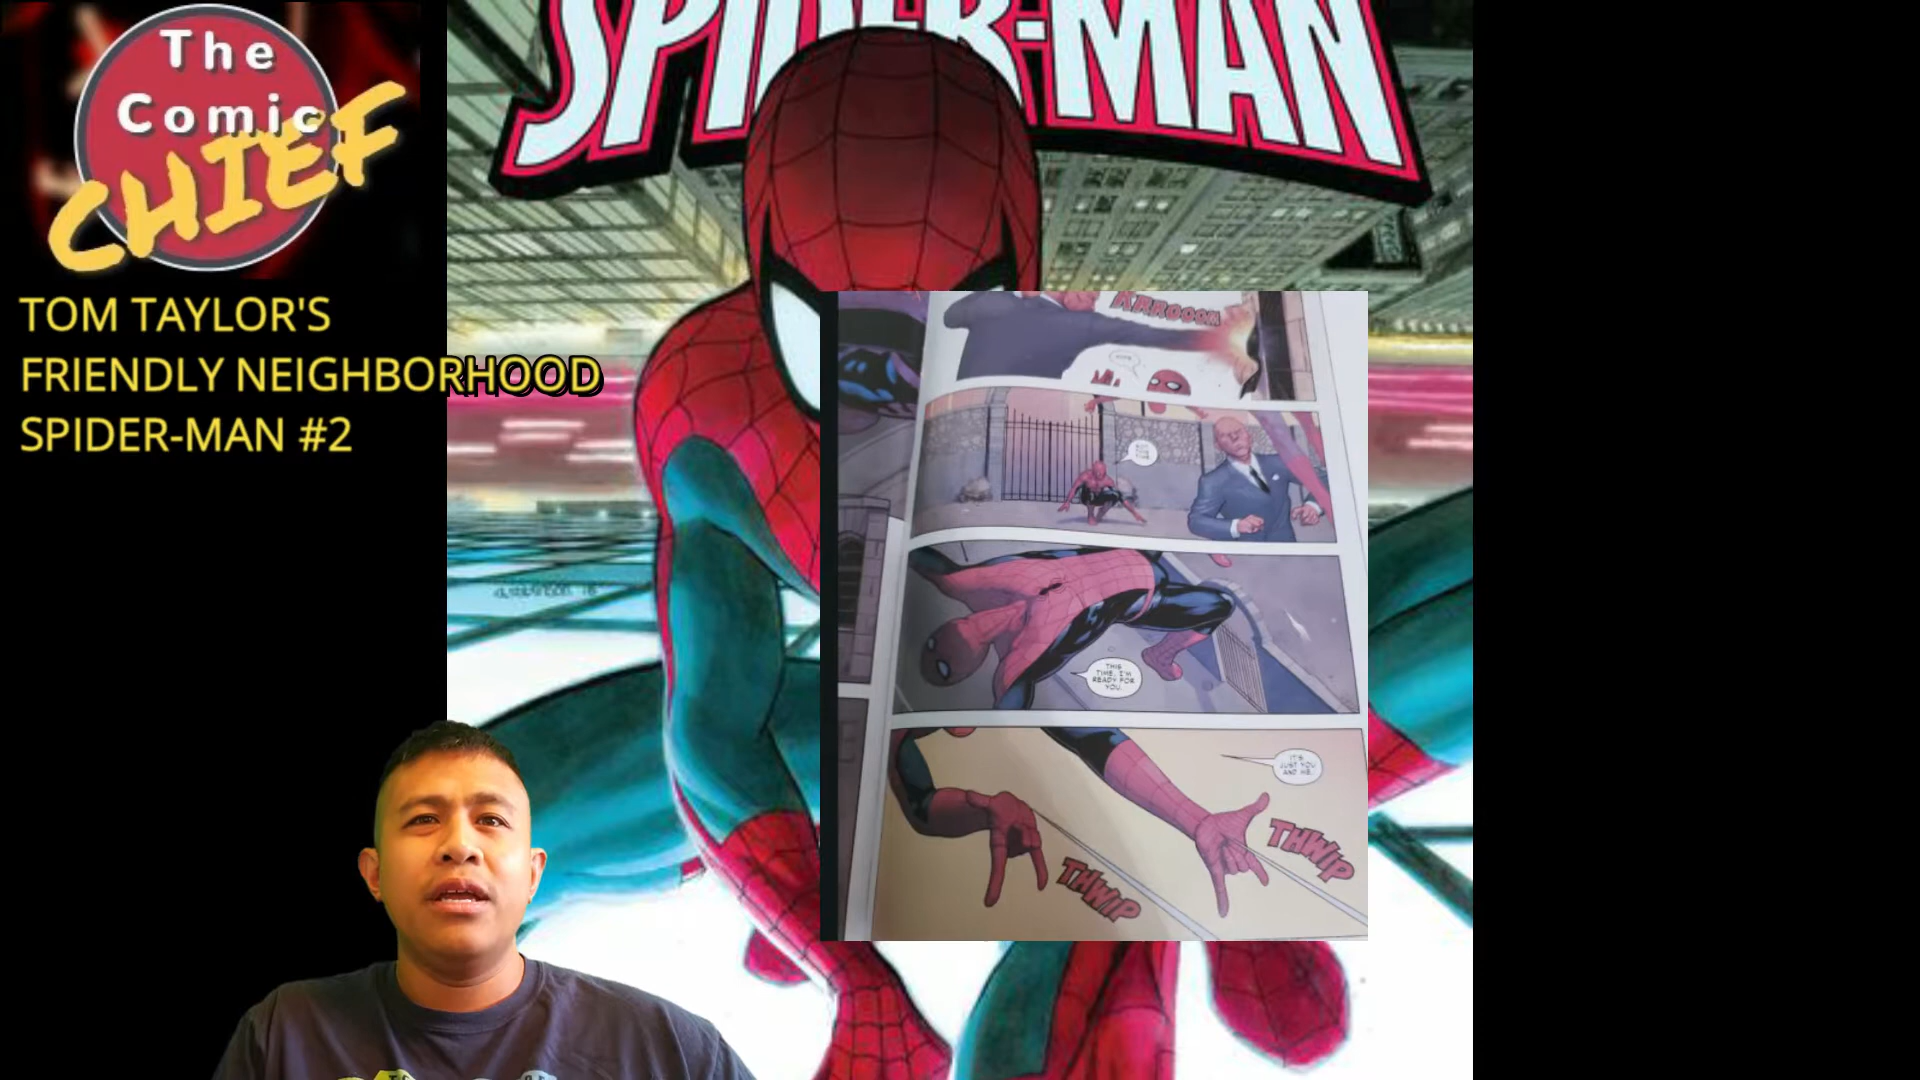 The
Comic
CHIEF
TOM TAYLOR'S
FRIENDLY NEIGHBORHOOD
SPIDER-MAN #2
SPIDER-MAN
THIS
TIME, I'M
READY FOR
YOU.
IT'S
JUST YOU
AND ME.
THWIP
THWIP